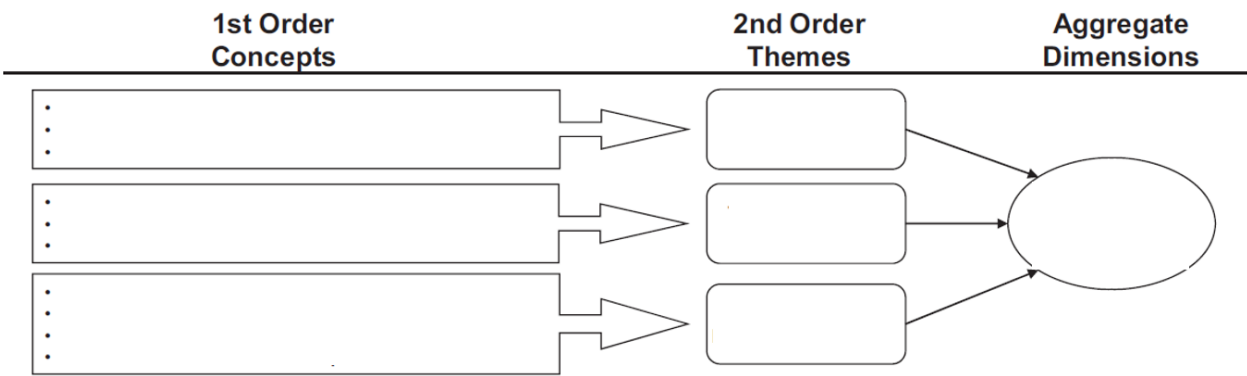 1st Order
Concepts
2nd Order
Themes
Aggregate
Dimensions
•
•
•
•
•
•
•
•
•
•